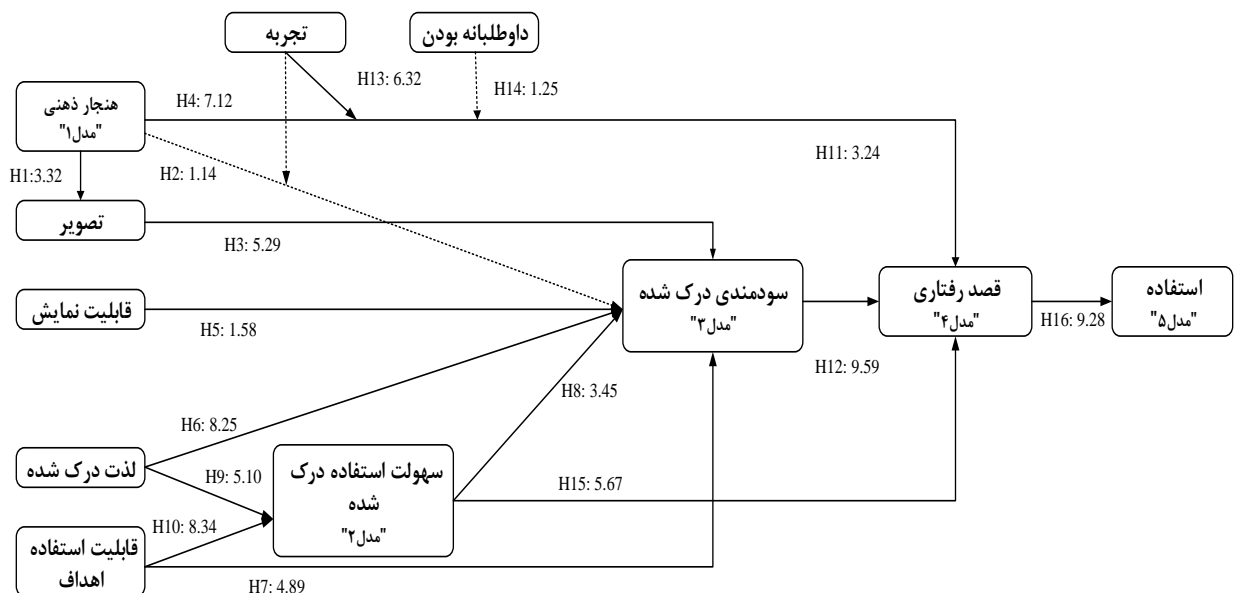 تجربه
داوطلبانه بودن
H13: 6.32
H14: 1.25
هنجار ذهنی
"مدل۱"
H4: 7.12
H11: 3.24
H1:3.32
H2: 1.14
تصویر
H3: 5.29
سودمندی درک شده
"مدل۳"
قصد رفتاری
"مدل۴"
استفاده
"مدل۵"
قابلیت نمایش
H5: 1.58
H16: 9.28
H12: 9.59
H8: 3.45
H6: 8.25
لذت درک شده
H9: 5.10
سهولت استفاده درک
شده
"مدل۲"
H15: 5.67
H10: 8.34
قابلیت استفاده
اهداف
H7: 4.89